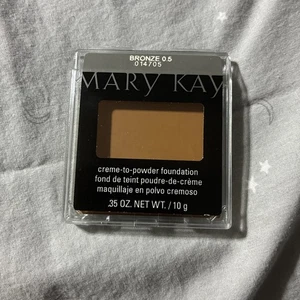 BRONZE 0.5
014705
MARY KAY
creme-to-powder foundation
fond de teint poudre-de-crème
maquillaje en polvo cremoso
.35 OZ. NET WT. / 10 g